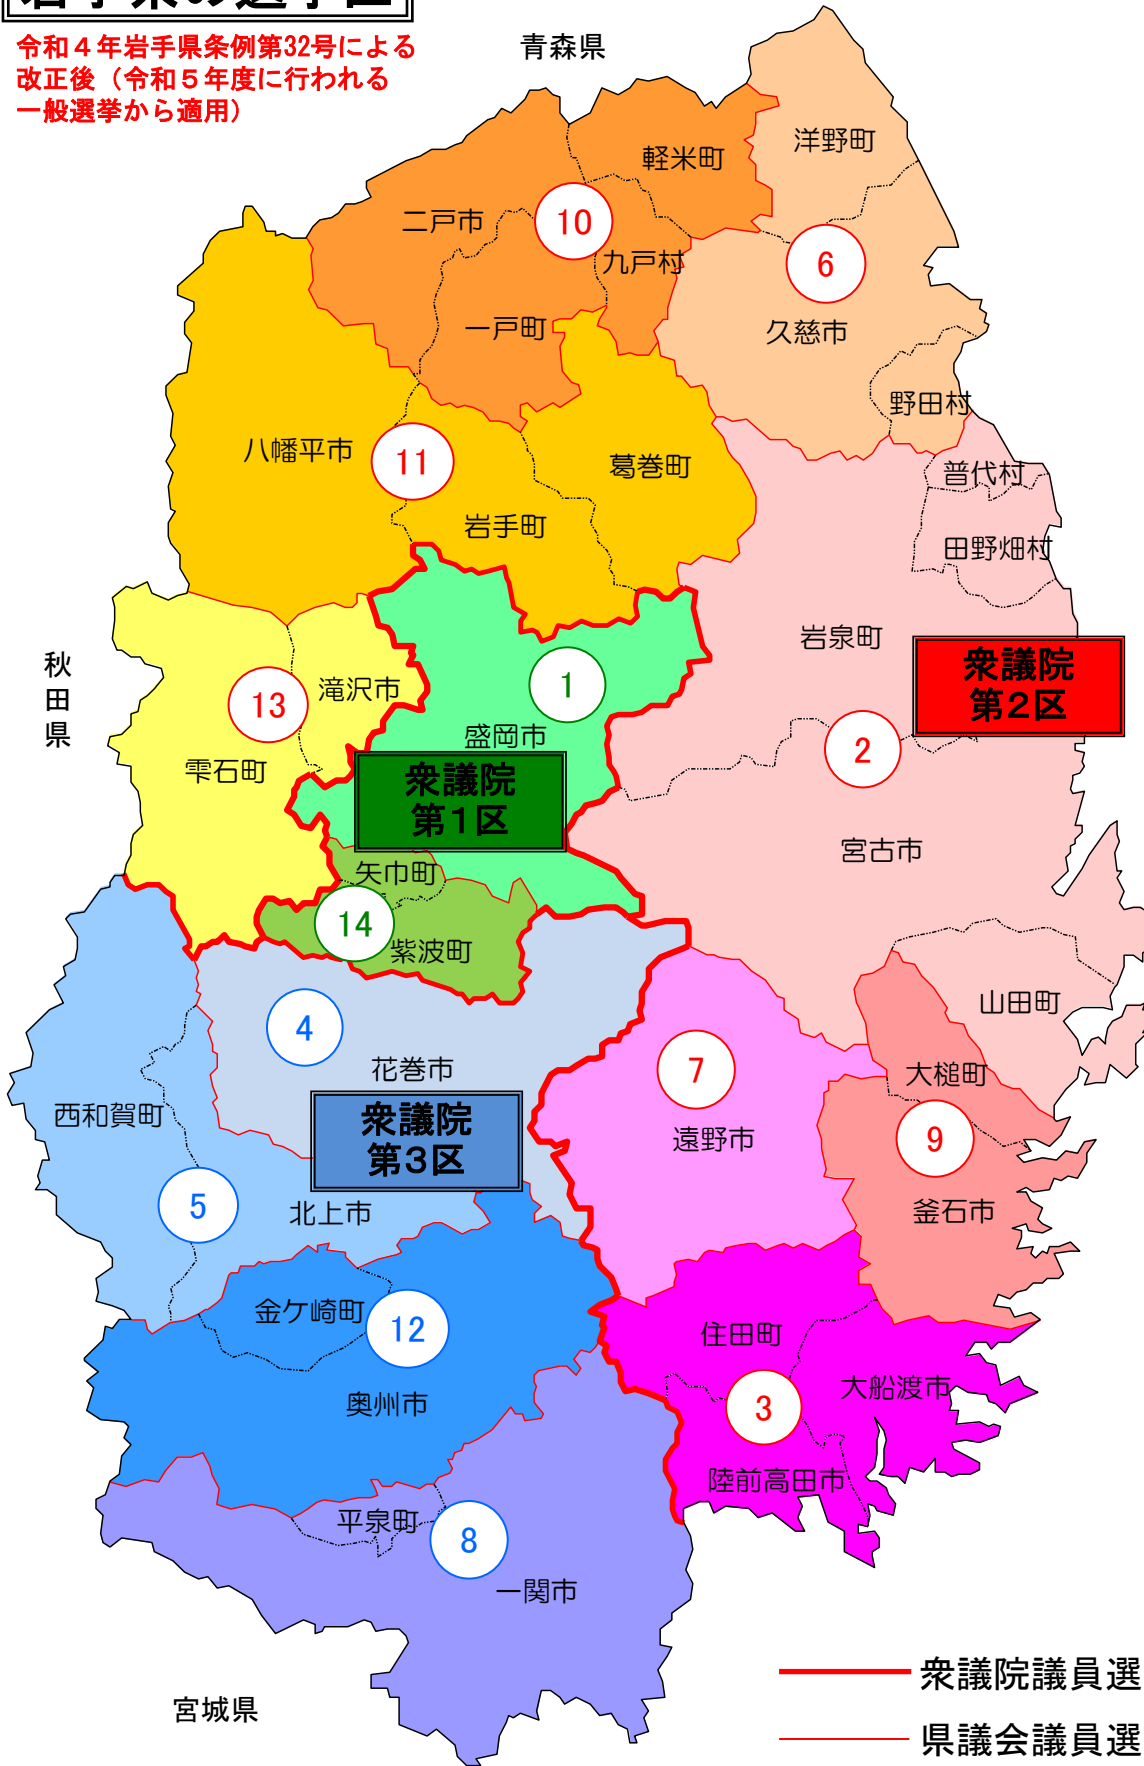 岩手県の選挙区
令和４年岩手県条例第32号による
改正後（令和５年度に行われる
一般選挙から適用）
青森県
洋野町
軽米町
二戸市
10
九戸村
6
一戸町
久慈市
野田村
八幡平市
11
葛巻町
普代村
岩手町
田野畑村
秋
田
県
岩泉町
衆議院
第2区
滝沢市
1
13
盛岡市
2
雫石町
衆議院
第1区
宮古市
矢巾町
14
紫波町
山田町
4
花巻市
7
大槌町
西和賀町
衆議院
第3区
遠野市
9
5
北上市
釜石市
金ケ崎町
12
住田町
大船渡市
奥州市
3
陸前高田市
平泉町
8
一関市
宮城県
衆議院議員選
県議会議員選